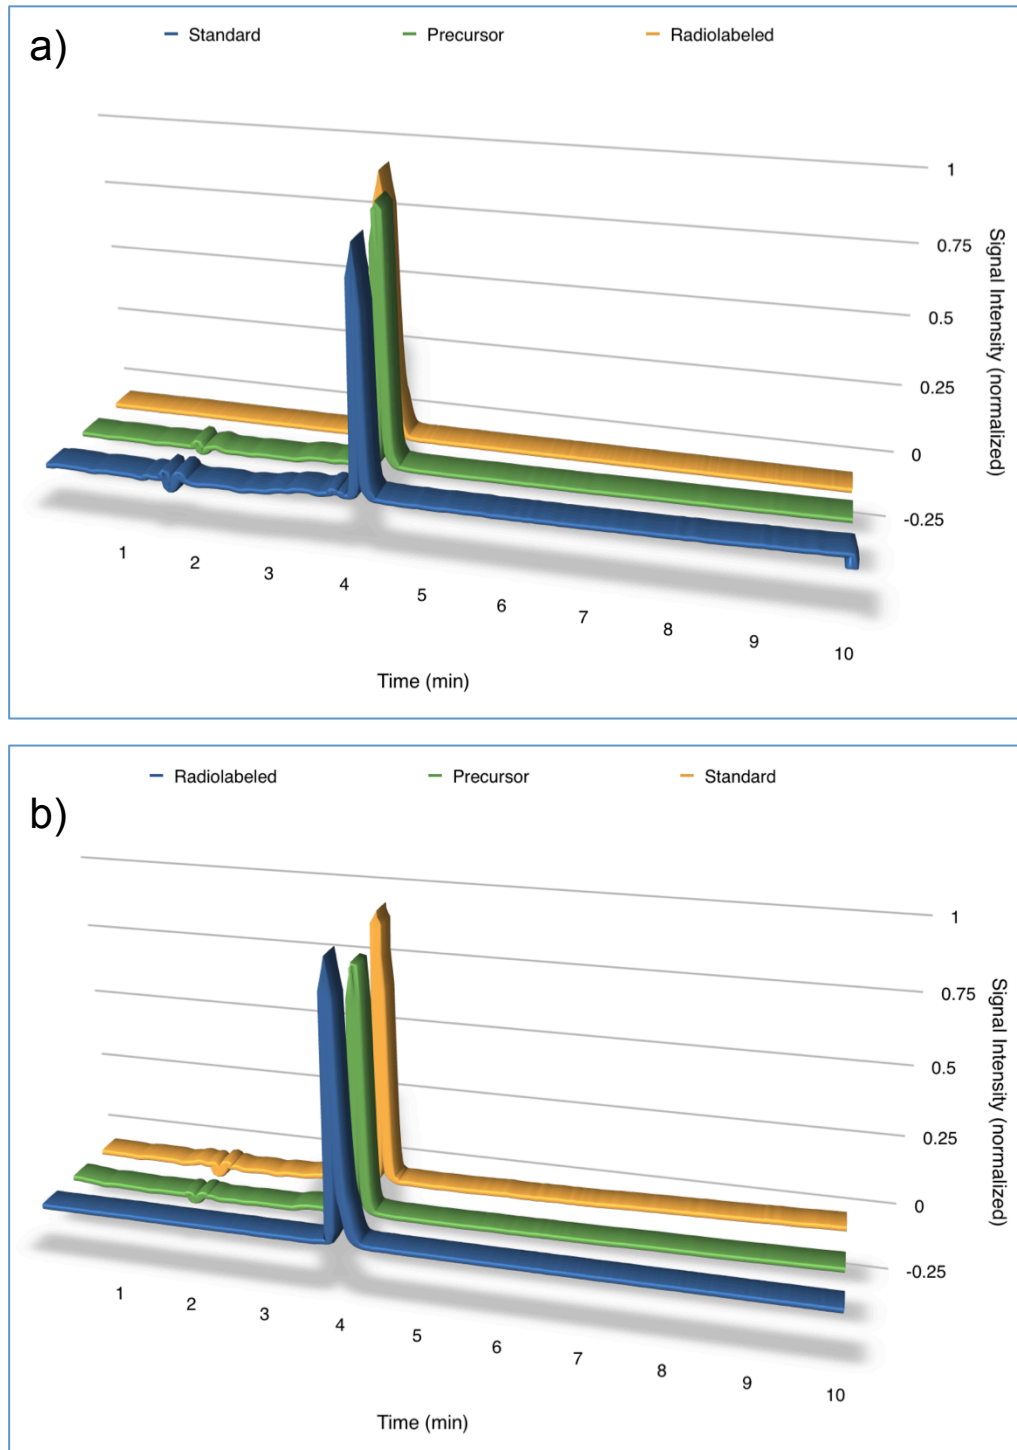 a)
Standard Precursor Radiolabeled
1
0.75
0.5
0.25
0
-0.25
Signal Intensity (normalized)
1 2 3 4 5 6 7 8 9 10
Time (min)
b)
Radiolabeled Precursor Standard
1
0.75
0.5
0.25
0
-0.25
Signal Intensity (normalized)
1 2 3 4 5 6 7 8 9 10
Time (min)